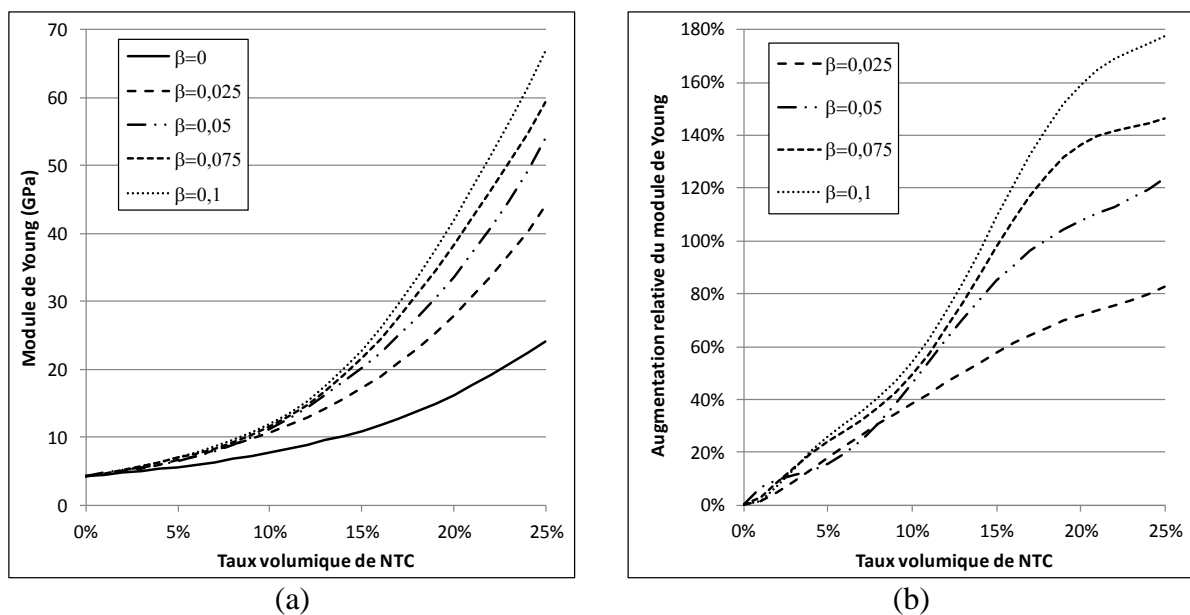 Module de Young (GPa)
70
60
50
40
30
20
10
0
β=0
β=0,025
β=0,05
β=0,075
β=0,1
0% 5% 10% 15% 20% 25%
Taux volumique de NTC
(a)
Augmentation relative du module de Young
180%
160%
140%
120%
100%
80%
60%
40%
20%
0%
β=0,025
β=0,05
β=0,075
β=0,1
0% 5% 10% 15% 20% 25%
Taux volumique de NTC
(b)